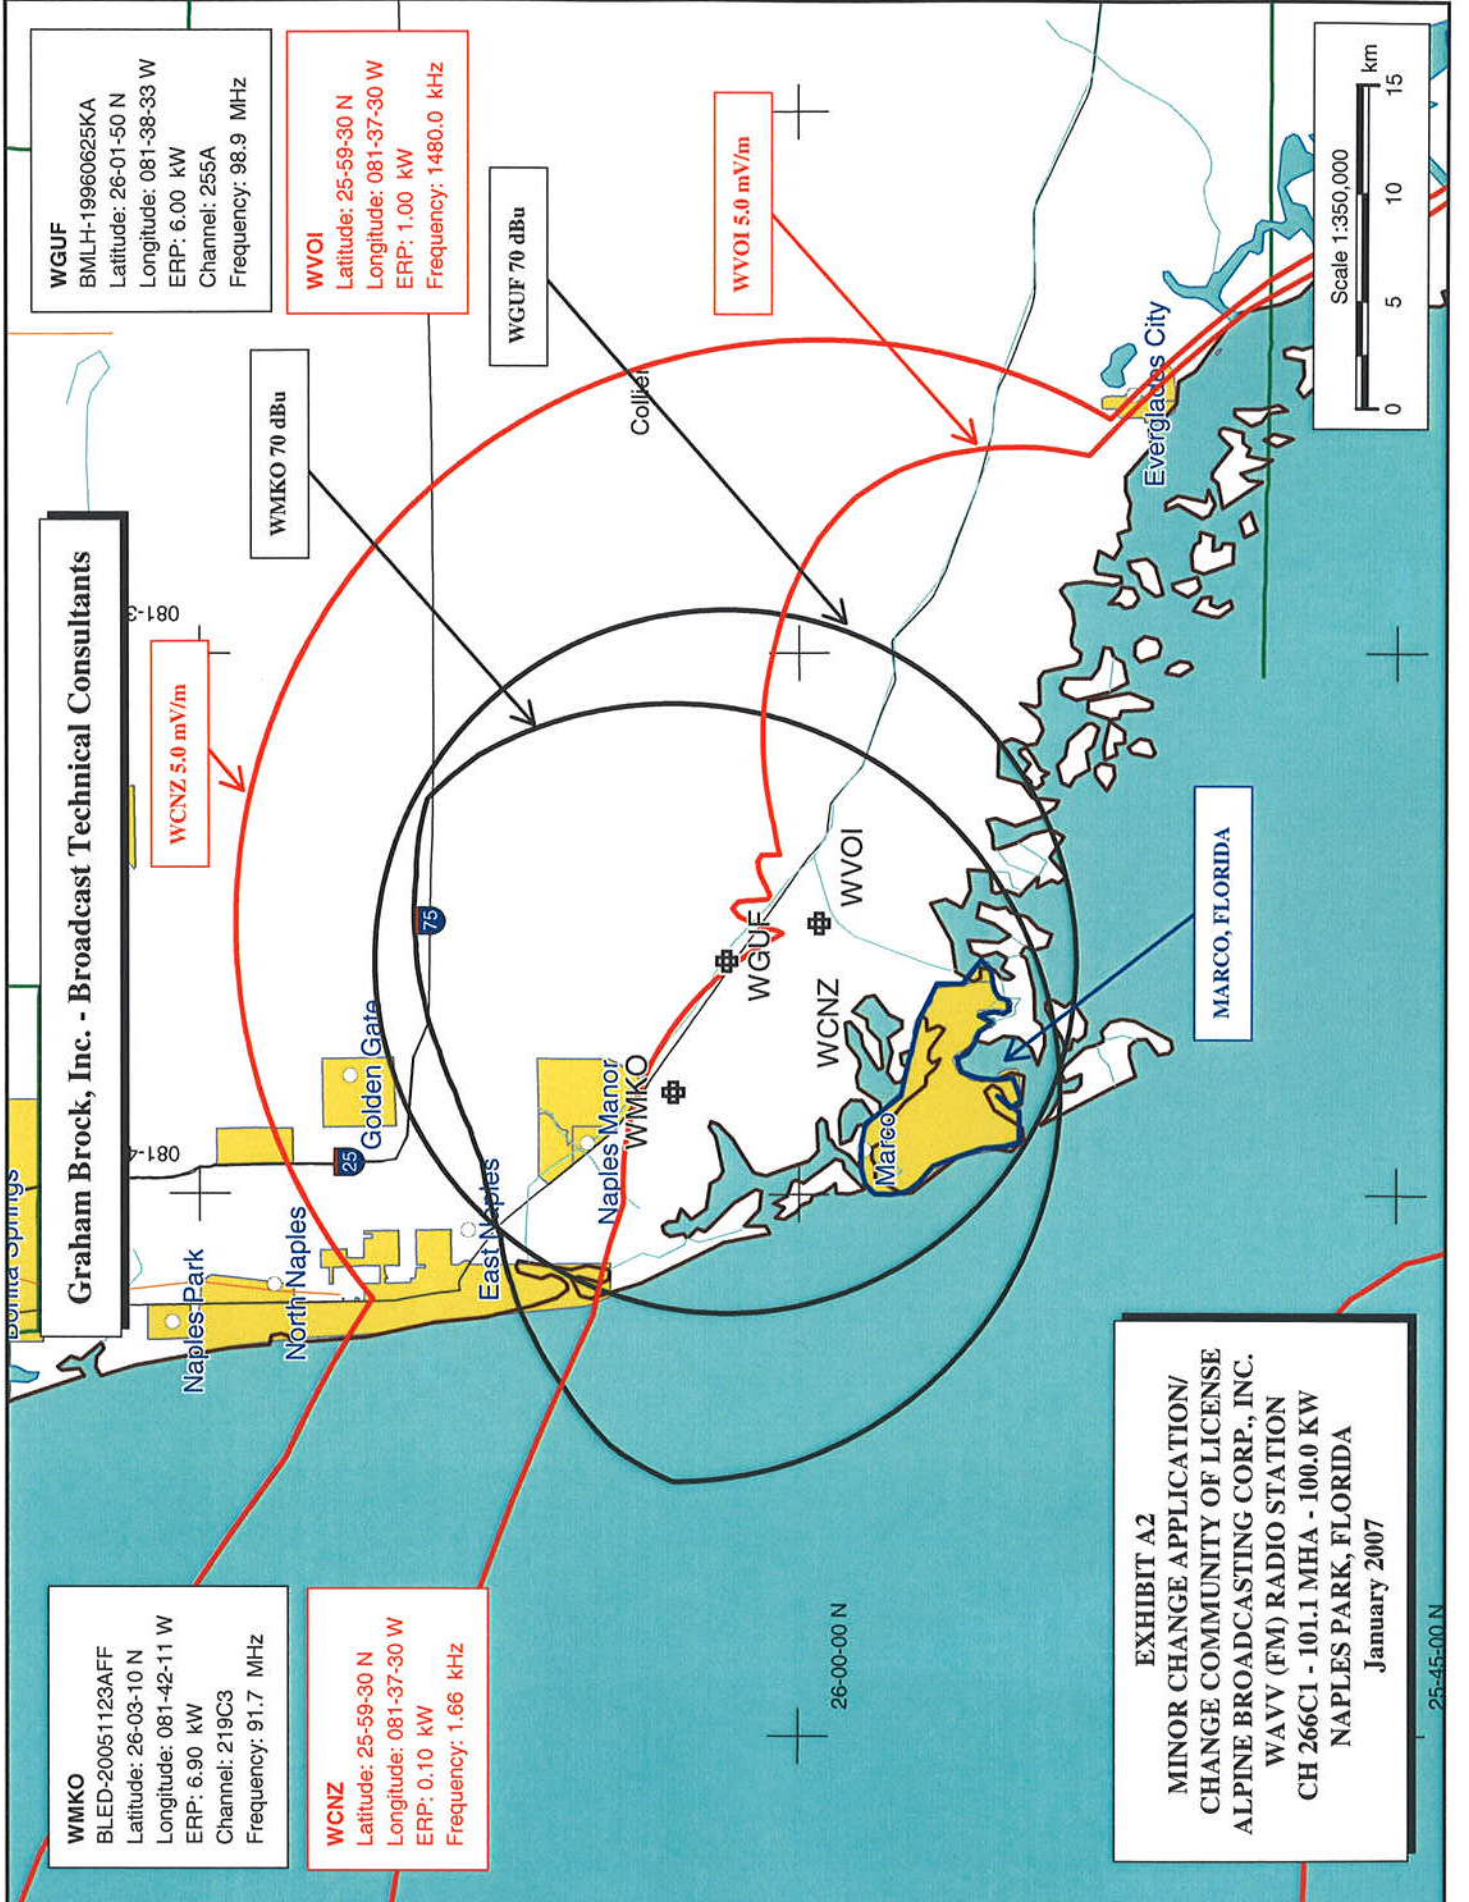 Graham Brock, Inc. - Broadcast Technical Consultants
WMKO
BLED-20051123AFF
Latitude: 26-03-10 N
Longitude: 081-42-11 W
ERP: 6.90 kW
Channel: 219C3
Frequency: 91.7 MHz
WCNZ
Latitude: 25-59-30 N
Longitude: 081-37-30 W
ERP: 0.10 kW
Frequency: 1.66 kHz
WGUF
BMLH-19960625KA
Latitude: 26-01-50 N
Longitude: 081-38-33 W
ERP: 6.00 kW
Channel: 255A
Frequency: 98.9 MHz
WVOI
Latitude: 25-59-30 N
Longitude: 081-37-30 W
ERP: 1.00 kW
Frequency: 1480.0 kHz
WCNZ 5.0 mV/m
WMKO 70 dBu
WGUF 70 dBu
WVOI 5.0 mV/m
Bonita Springs
Naples Park
North Naples
Golden Gate
East Naples
Naples Manor
Collier
25
75
WMKO
WGUF
WCNZ
WVOI
Marco
Everglades City
MARCO, FLORIDA
26-00-00 N
25-45-00 N
Scale 1:350,000
0 5 10 15
km
EXHIBIT A2
MINOR CHANGE APPLICATION/
CHANGE COMMUNITY OF LICENSE
ALPINE BROADCASTING CORP., INC.
WAVV (FM) RADIO STATION
CH 266C1 - 101.1 MHA - 100.0 KW
NAPLES PARK, FLORIDA
January 2007